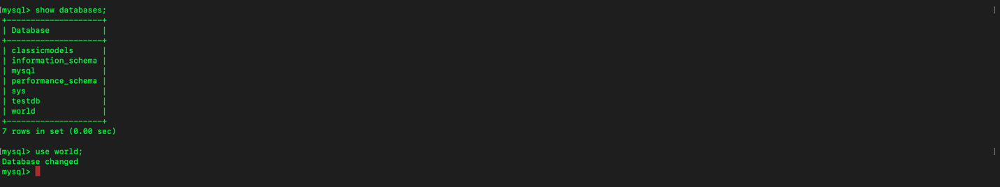 [mysql> show databases; ]
+--------------------+
| Database           |
+--------------------+
| classicmodels      |
| information_schema |
| mysql              |
| performance_schema |
| sys                |
| testdb             |
| world              |
+--------------------+
7 rows in set (0.00 sec)
[mysql> use world; ]
Database changed
mysql>